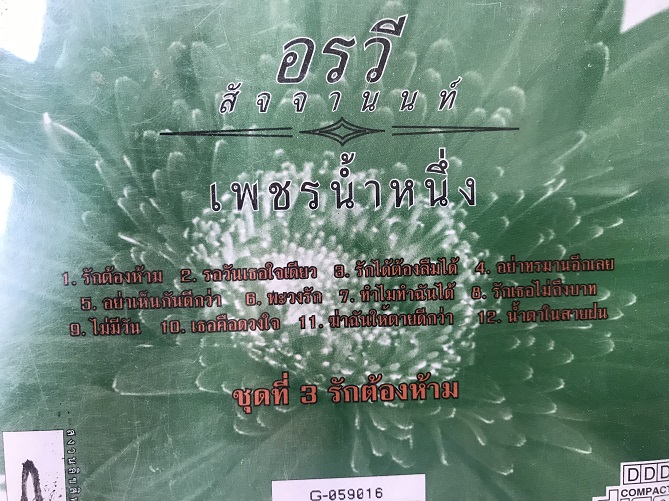 อรวี
สัจจานนท์
เพชรน้ำหนึ่ง
1. รักต้องห้าม 2. รอวันเธอใจเดียว 3. รักได้ต้องลืมได้ 4. อย่าทรมานอีกเลย
5. อย่าเห็นกันดีกว่า 6. พะวงรัก 7. ทำไมทำฉันได้ 8. รักเธอไม่ถึงบาท
9. ไม่มีวัน 10. เธอคือดวงใจ 11. ฆ่าฉันให้ตายดีกว่า 12. น้ำตาในสายฝน
ชุดที่ 3 รักต้องห้าม
G-059016
DDD
COMPACT